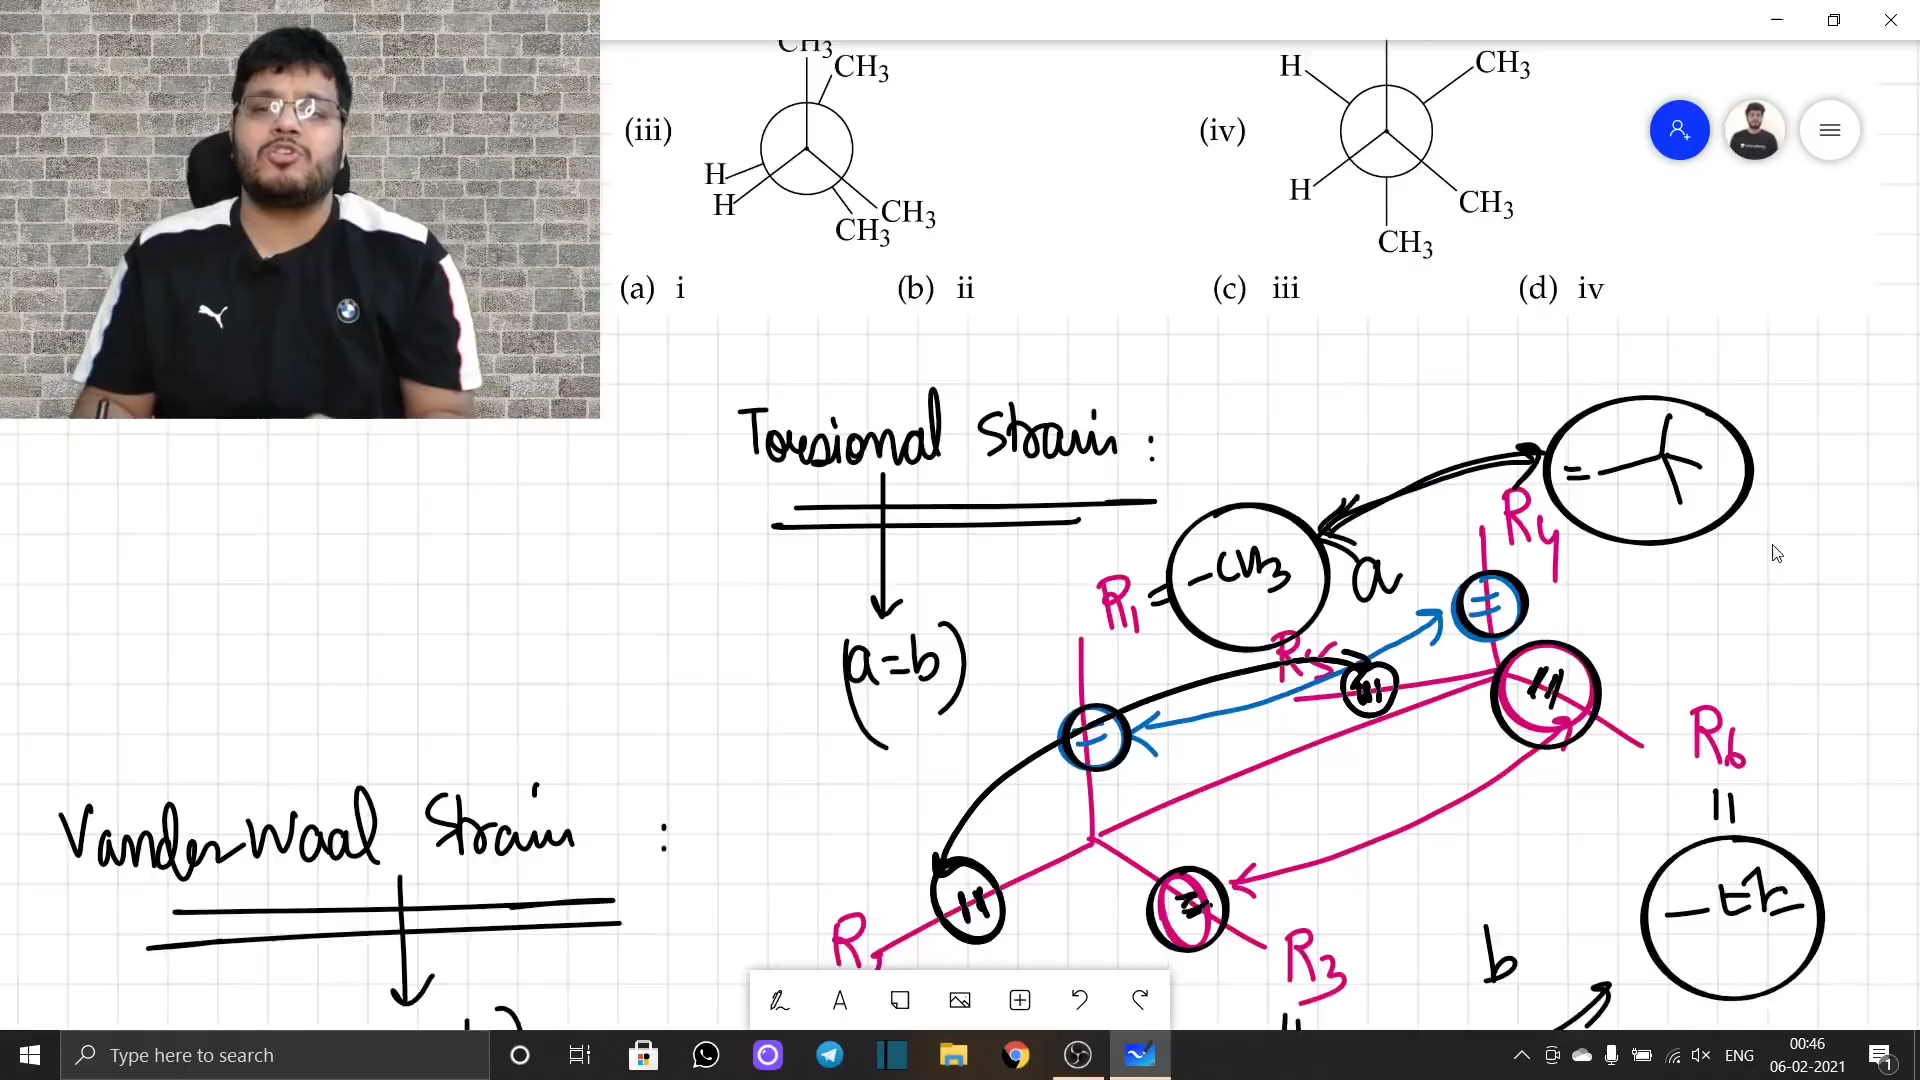 CH3
CH3
(iii)
H
H
CH3
CH3
(iv)
H
CH3
H
CH3
CH3
(a) i
(b) ii
(c) iii
(d) iv
Torsional Strain :
(a=b)
R1 =
-CH3
a
R4
=
R5
R6
=
-Et
b
R3
=
Vander Waal Strain :
Type here to search
ENG
00:46
06-02-2021
1